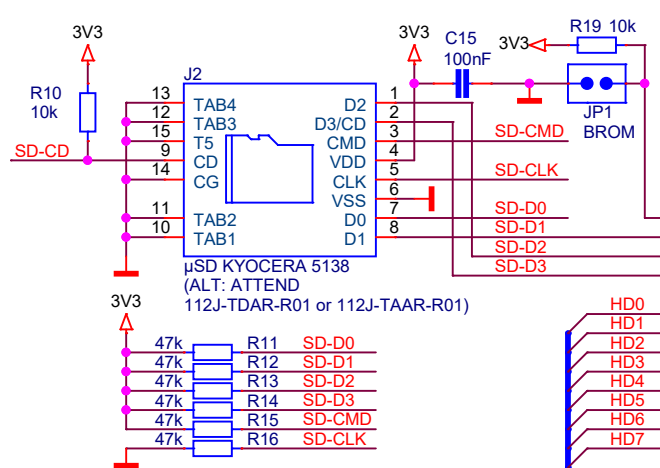 3V3
3V3
C15
100nF
3V3
R19 10k
R10
10k
J2
JP1
BROM
13 TAB4 D2 1
12 TAB3 D3/CD 2
15 T5 CMD 3 SD-CMD
SD-CD 9 CD VDD 4
14 CG CLK 5 SD-CLK
VSS 6
11 TAB2 D0 7 SD-D0
10 TAB1 D1 8 SD-D1
SD-D2
SD-D3
µSD KYOCERA 5138
(ALT: ATTEND
112J-TDAR-R01 or 112J-TAAR-R01)
3V3
47k R11 SD-D0
47k R12 SD-D1
47k R13 SD-D2
47k R14 SD-D3
47k R15 SD-CMD
47k R16 SD-CLK
HD0
HD1
HD2
HD3
HD4
HD5
HD6
HD7